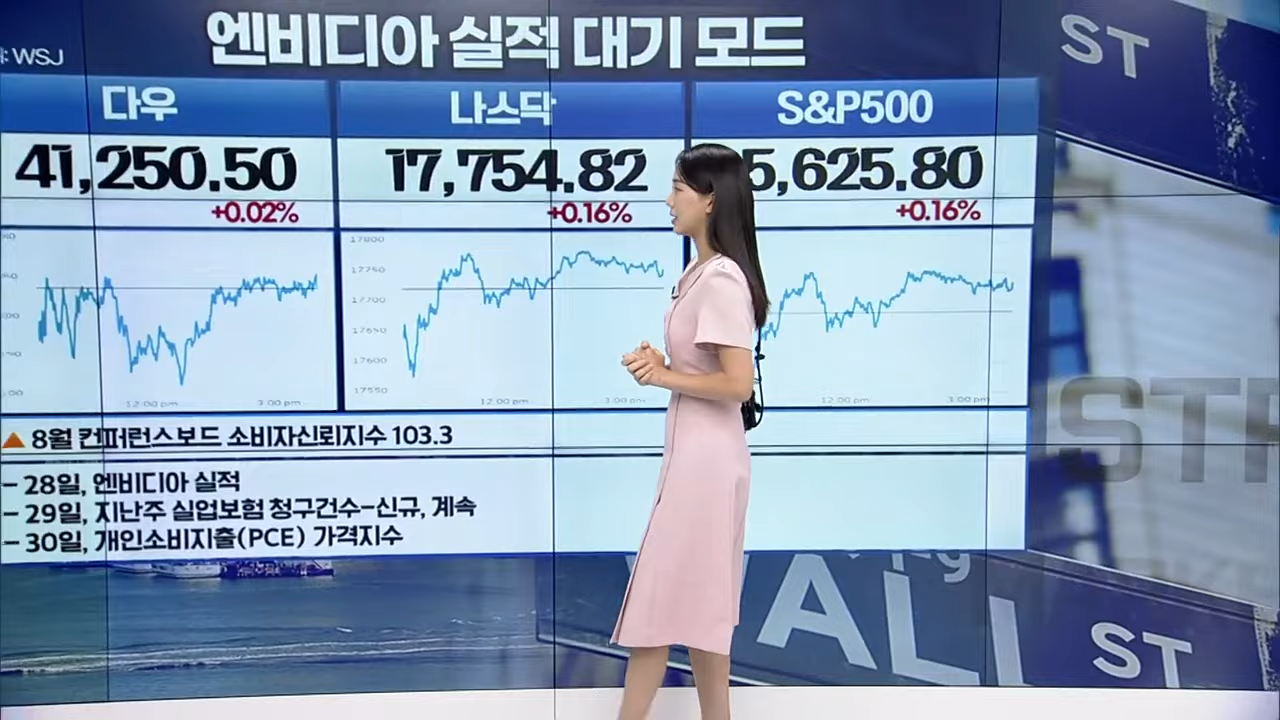 엔비디아 실적 대기 모드
: WSJ
다우
나스닥
S&P500
41,250.50
17,754.82
5,625.80
+0.02%
+0.16%
+0.16%
17800
17750
17700
17650
17600
17550
12:00 pm
3:00 pm
12:00 pm
3:00 pm
12:00 pm
3:00 pm
▲ 8월 컨퍼런스보드 소비자신뢰지수 103.3
- 28일, 엔비디아 실적
- 29일, 지난주 실업보험 청구건수-신규, 계속
- 30일, 개인소비지출(PCE) 가격지수
ST
STR
WALL
ST